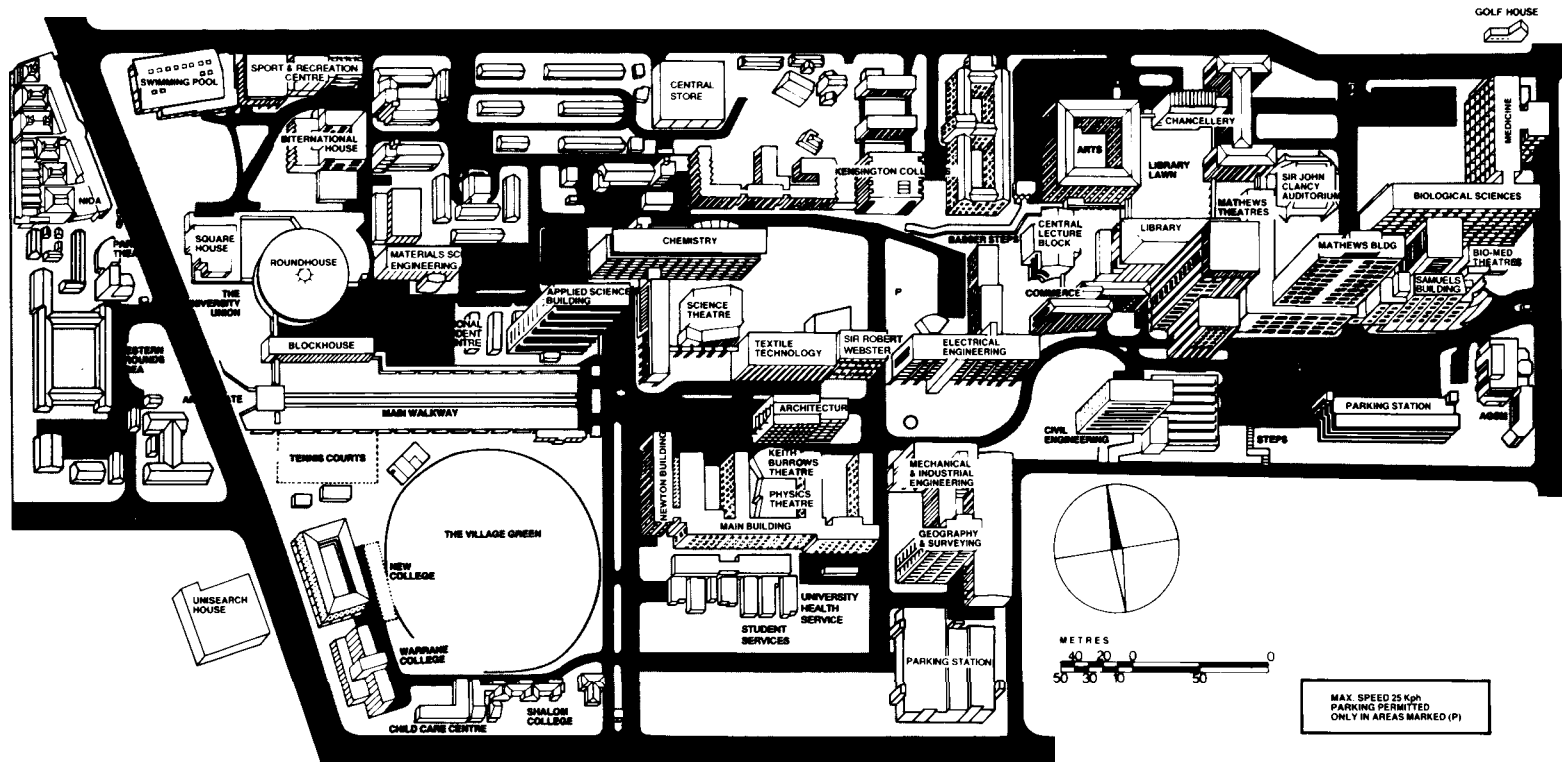 GOLF HOUSE
SPORT & RECREATION
CENTRE
SWIMMING POOL
CENTRAL
STORE
MEDICINE
CHANCELLERY
INTERNATIONAL
HOUSE
ARTS
LIBRARY
LAWN
KENSINGTON COLL
SIR JOHN
CLANCY
AUDITORIUM
NIDA
BIOLOGICAL SCIENCES
MATHEWS
THEATRES
SQUARE
HOUSE
CENTRAL
LECTURE
BLOCK
LIBRARY
CHEMISTRY
BASSER STEPS
MATHEWS BLDG
MATERIALS SCI
ENGINEERING
ROUNDHOUSE
BIO-MED
THEATRES
THE
UNIVERSITY
UNION
APPLIED SCIENCE
BUILDING
COMMERCE
SAMUELS
BUILDING
P
SCIENCE
THEATRE
BLOCKHOUSE
TEXTILE
TECHNOLOGY
SIR ROBERT
WEBSTER
ELECTRICAL
ENGINEERING
MAIN WALKWAY
ARCHITECTUR
PARKING STATION
AGSM
CIVIL
ENGINEERING
STEPS
TENNIS COURTS
KEITH
BURROWS
THEATRE
MECHANICAL
& INDUSTRIAL
ENGINEERING
NEWTON BUILDING
PHYSICS
THEATRE
MAIN BUILDING
THE VILLAGE GREEN
GEOGRAPHY
& SURVEYING
NEW
COLLEGE
UNISEARCH
HOUSE
UNIVERSITY
HEALTH
SERVICE
STUDENT
SERVICES
METRES
40 20 0 0
50 30 10 50
WARRANE
COLLEGE
PARKING STATION
SHALOM
COLLEGE
CHILD CARE CENTRE
MAX. SPEED 25 Kph
PARKING PERMITTED
ONLY IN AREAS MARKED (P)